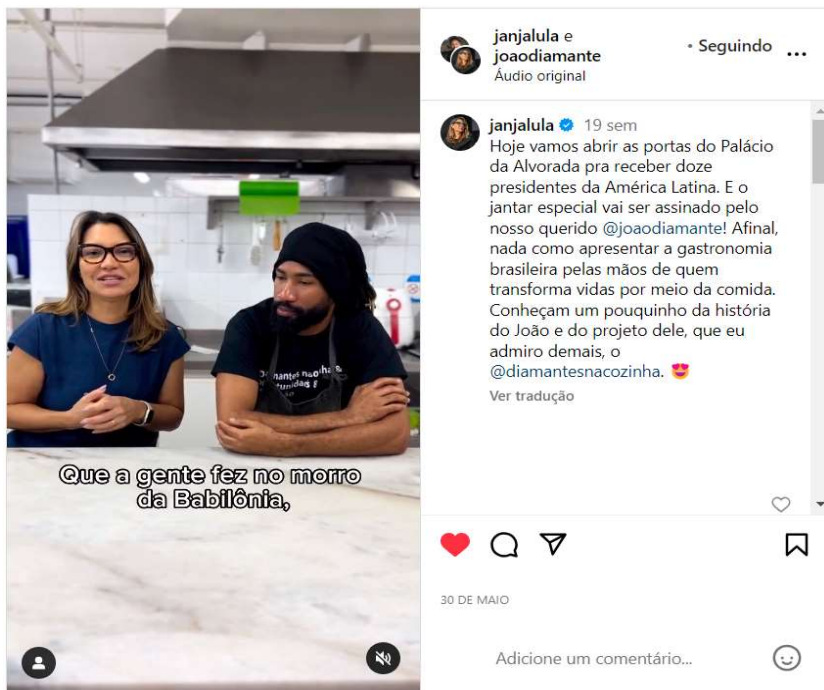 janjalula e
joaodiamante
Áudio original
• Seguindo
janjalula 19 sem
Hoje vamos abrir as portas do Palácio
da Alvorada pra receber doze
presidentes da América Latina. E o
jantar especial vai ser assinado pelo
nosso querido @joaodiamante! Afinal,
nada como apresentar a gastronomia
brasileira pelas mãos de quem
transforma vidas por meio da comida.
Conheçam um pouquinho da história
do João e do projeto dele, que eu
admiro demais, o
@diamantesnacozinha. 😍
Ver tradução
Que a gente fez no morro
da Babilônia,
30 DE MAIO
Adicione um comentário...